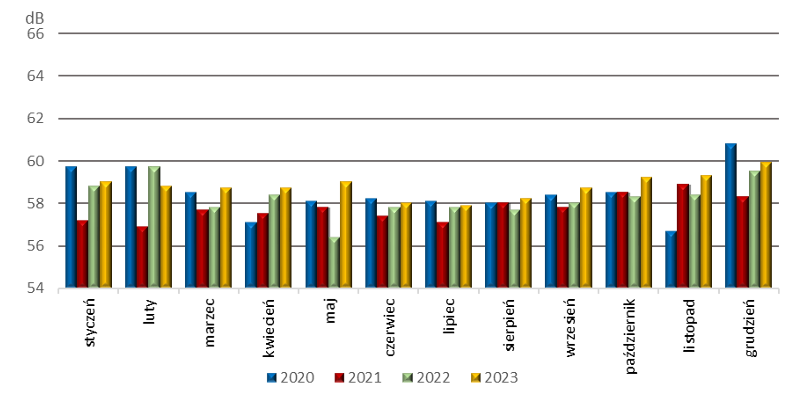 dB
66
64
62
60
58
56
54
styczeń
luty
marzec
kwiecień
maj
czerwiec
lipiec
sierpień
wrzesień
październik
listopad
grudzień
2020 2021 2022 2023